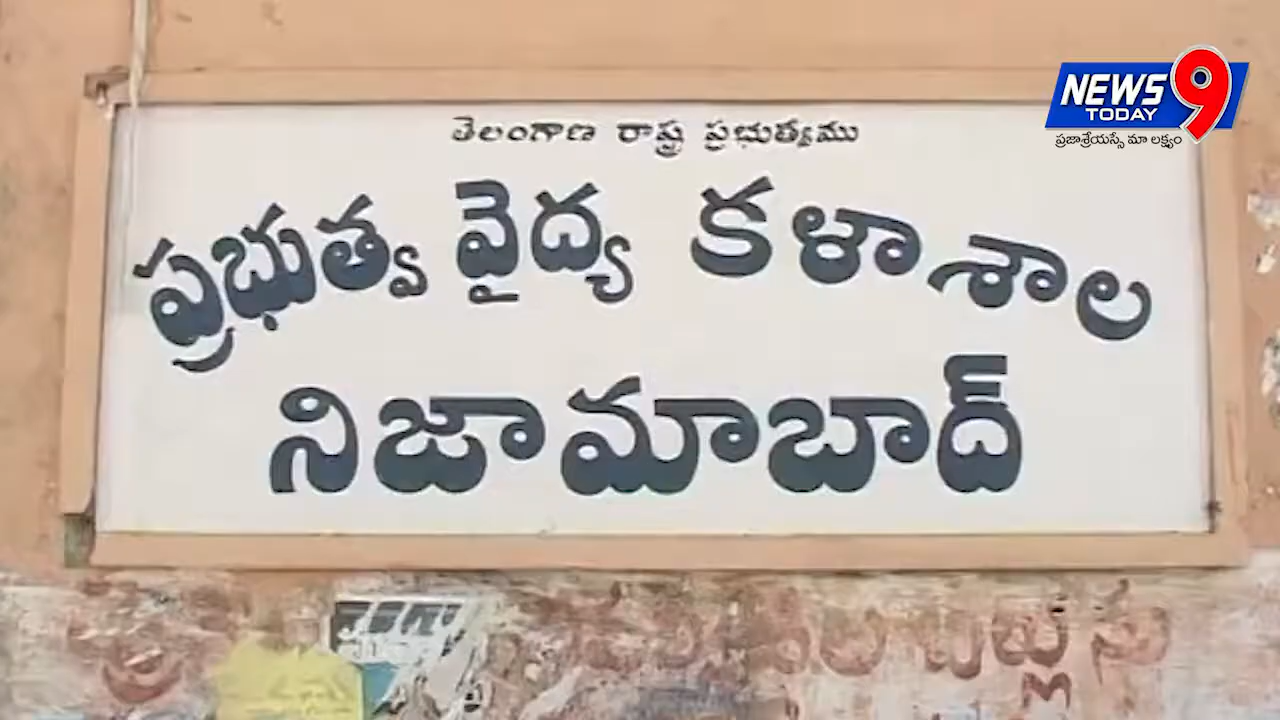 NEWS 9
TODAY
ప్రజాశ్రేయస్సే మా లక్ష్యం
తెలంగాణ రాష్ట్ర ప్రభుత్వము
ప్రభుత్వ వైద్య కళాశాల
నిజామాబాద్